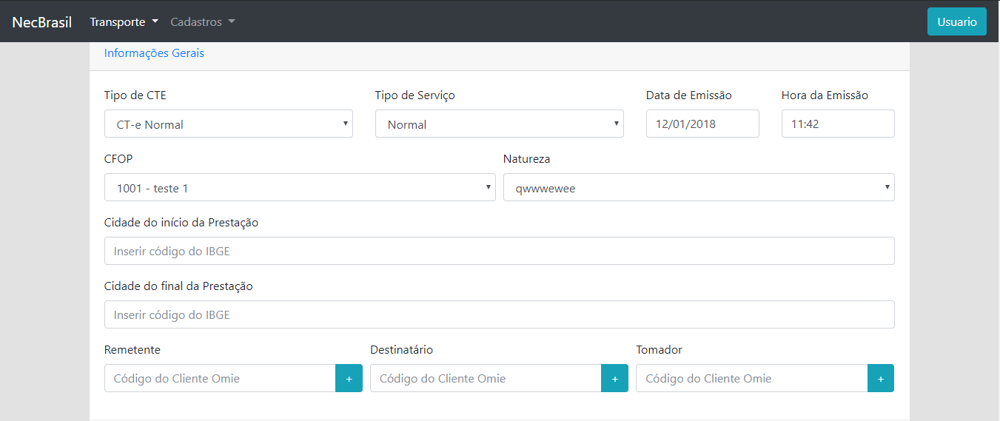 NecBrasil Transporte Cadastros Usuario
Informações Gerais
Tipo de CTE Tipo de Serviço Data de Emissão Hora da Emissão
CT-e Normal Normal 12/01/2018 11:42
CFOP Natureza
1001 - teste 1 qwwwewee
Cidade do início da Prestação
Inserir código do IBGE
Cidade do final da Prestação
Inserir código do IBGE
Remetente Destinatário Tomador
Código do Cliente Omie + Código do Cliente Omie + Código do Cliente Omie +